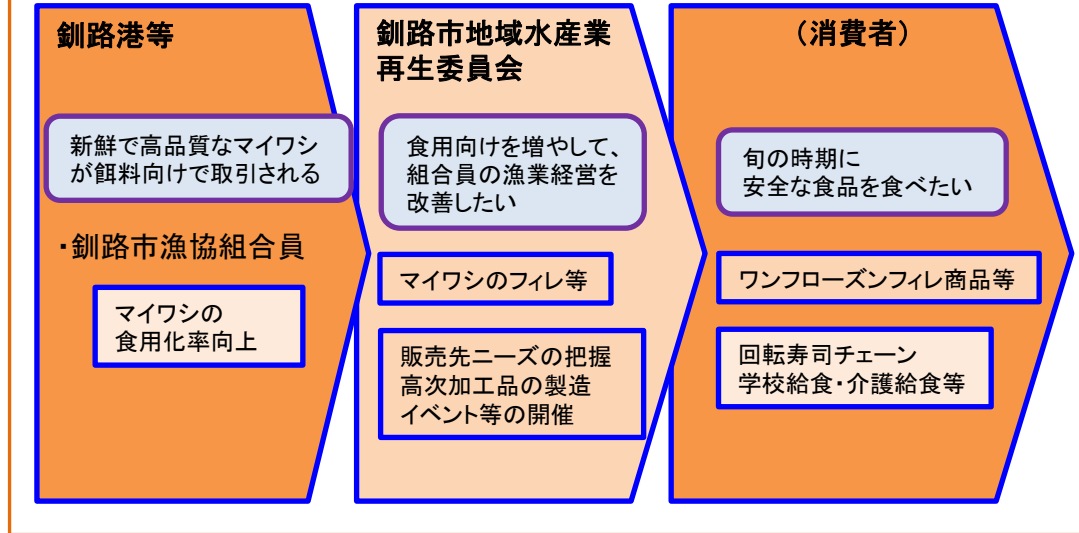 釧路港等
新鮮で高品質なマイワシ
が餌料向けで取引される
・釧路市漁協組合員
マイワシの
食用化率向上
釧路市地域水産業
再生委員会
食用向けを増やして、
組合員の漁業経営を
改善したい
マイワシのフィレ等
販売先ニーズの把握
高次加工品の製造
イベント等の開催
（消費者）
旬の時期に
安全な食品を食べたい
ワンフローズンフィレ商品等
回転寿司チェーン
学校給食・介護給食等